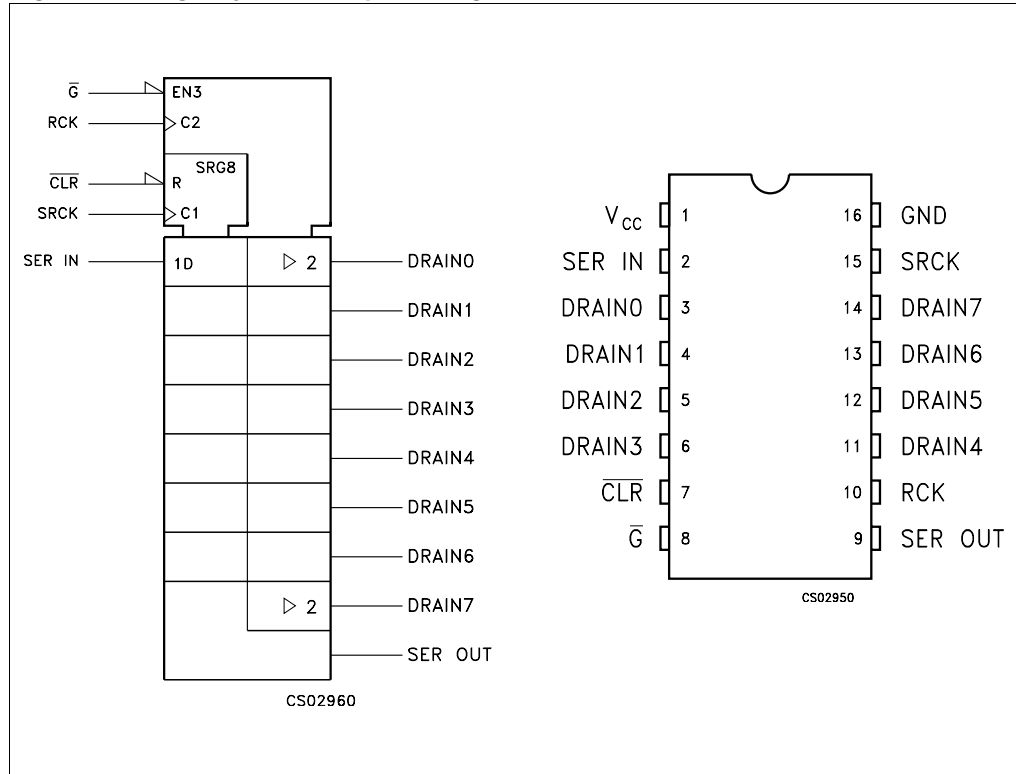 G̅
RCK
C̅L̅R̅
SRCK
SER IN
EN3
C2
SRG8
R
C1
1D
▷ 2
▷ 2
DRAIN0
DRAIN1
DRAIN2
DRAIN3
DRAIN4
DRAIN5
DRAIN6
DRAIN7
SER OUT
CS02960
VCC 1 16 GND
SER IN 2 15 SRCK
DRAIN0 3 14 DRAIN7
DRAIN1 4 13 DRAIN6
DRAIN2 5 12 DRAIN5
DRAIN3 6 11 DRAIN4
C̅L̅R̅ 7 10 RCK
G̅ 8 9 SER OUT
CS02950